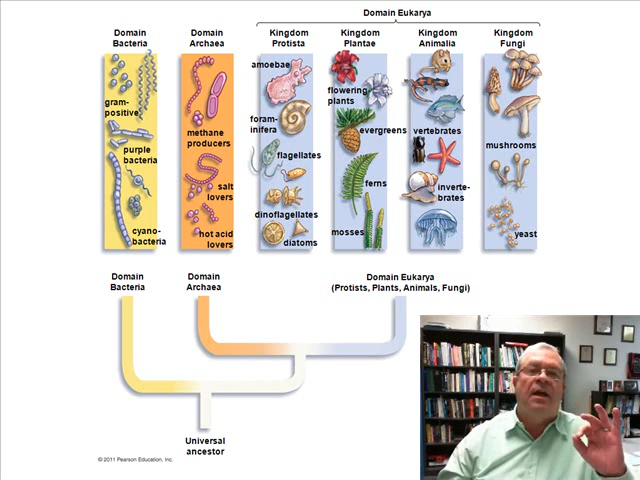 Domain Eukarya
Domain
Bacteria
Domain
Archaea
Kingdom
Protista
Kingdom
Plantae
Kingdom
Animalia
Kingdom
Fungi
gram-
positive
purple
bacteria
cyano-
bacteria
methane
producers
salt
lovers
hot acid
lovers
amoebae
foram-
inifera
flagellates
dinoflagellates
diatoms
flowering
plants
evergreens
ferns
mosses
vertebrates
inverte-
brates
mushrooms
yeast
Domain
Bacteria
Domain
Archaea
Domain Eukarya
(Protists, Plants, Animals, Fungi)
Universal
ancestor
© 2011 Pearson Education, Inc.